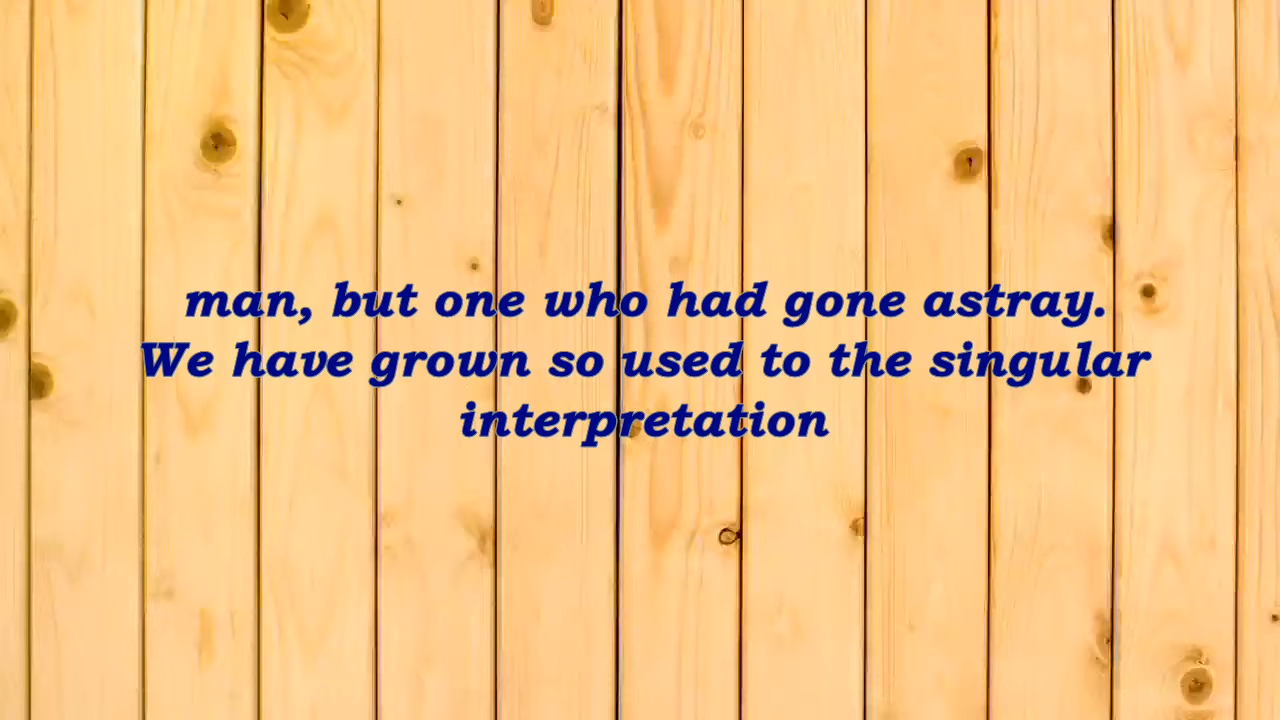 man, but one who had gone astray.
We have grown so used to the singular
interpretation